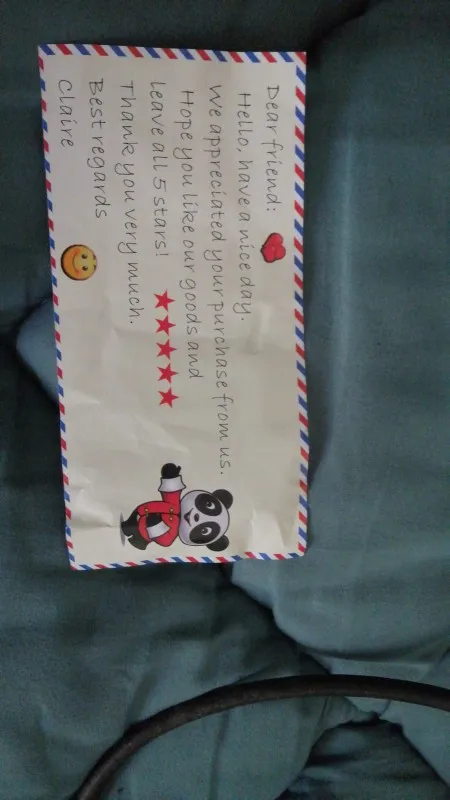 Dear friend:
Hello, have a nice day.
We appreciated your purchase from us.
Hope you like our goods and
leave all 5 stars!
Thank you very much.
Best regards
Claire